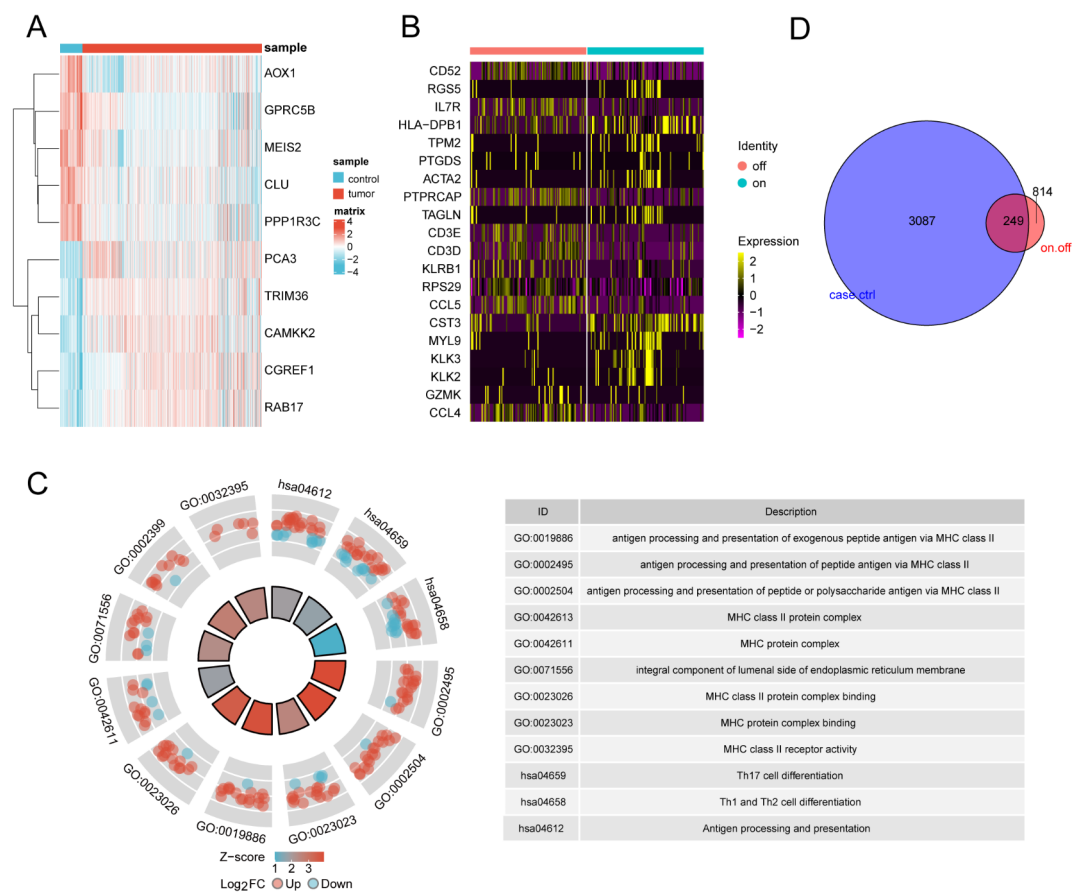 A
sample
AOX1
GPRC5B
MEIS2
CLU
PPP1R3C
PCA3
TRIM36
CAMKK2
CGREF1
RAB17
sample
control
tumor
matrix
4
2
0
−2
−4
B
CD52
RGS5
IL7R
HLA−DPB1
TPM2
PTGDS
ACTA2
PTPRCAP
TAGLN
CD3E
CD3D
KLRB1
RPS29
CCL5
CST3
MYL9
KLK3
KLK2
GZMK
CCL4
Identity
off
on
Expression
2
1
0
−1
−2
D
3087
249
814
on.off
case.ctrl
C
GO:0032395
hsa04612
hsa04659
hsa04658
GO:0002495
GO:0002504
GO:0023023
GO:0019886
GO:0023026
GO:0042611
GO:0071556
GO:0002399
Z−score
1 2 3
Log2FC Up Down
ID Description
GO:0019886 antigen processing and presentation of exogenous peptide antigen via MHC class II
GO:0002495 antigen processing and presentation of peptide antigen via MHC class II
GO:0002504 antigen processing and presentation of peptide or polysaccharide antigen via MHC class II
GO:0042613 MHC class II protein complex
GO:0042611 MHC protein complex
GO:0071556 integral component of lumenal side of endoplasmic reticulum membrane
GO:0023026 MHC class II protein complex binding
GO:0023023 MHC protein complex binding
GO:0032395 MHC class II receptor activity
hsa04659 Th17 cell differentiation
hsa04658 Th1 and Th2 cell differentiation
hsa04612 Antigen processing and presentation